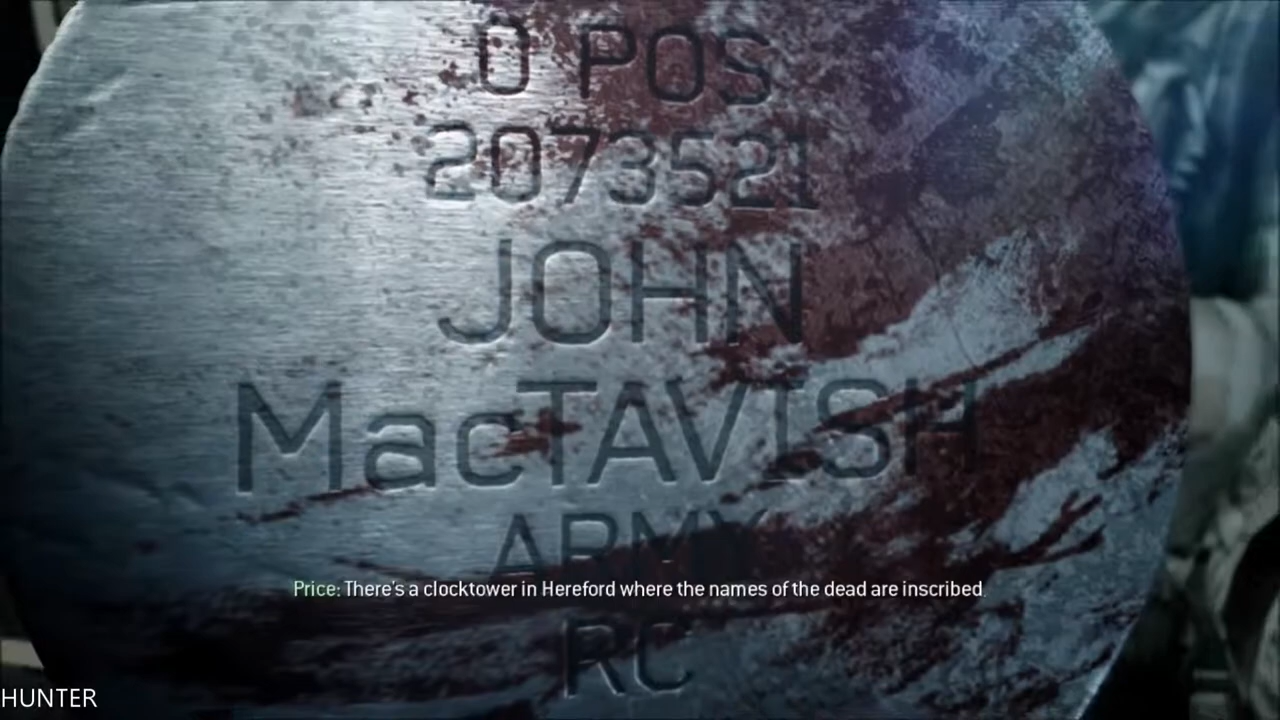 O POS
2073521
JOHN
MacTAVISH
ARMY
Price: There's a clocktower in Hereford where the names of the dead are inscribed.
RC
HUNTER